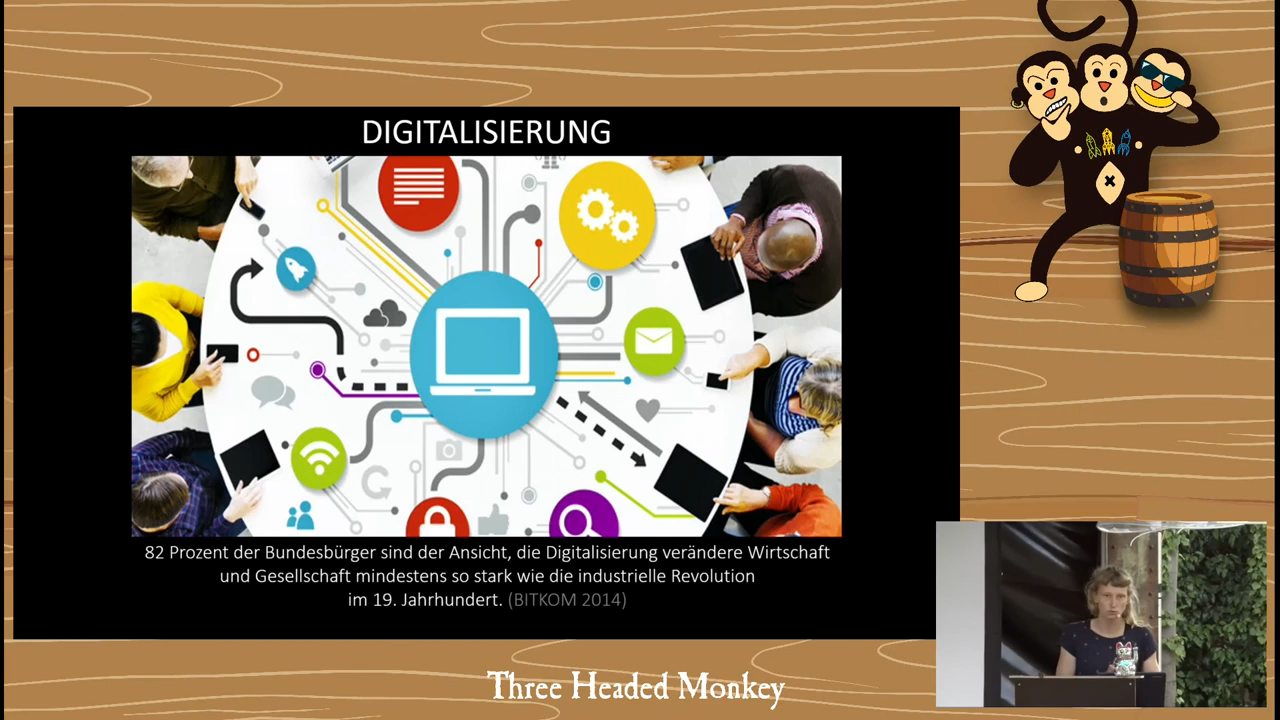 DIGITALISIERUNG
82 Prozent der Bundesbürger sind der Ansicht, die Digitalisierung verändere Wirtschaft
und Gesellschaft mindestens so stark wie die industrielle Revolution
im 19. Jahrhundert. (BITKOM 2014)
Three Headed Monkey